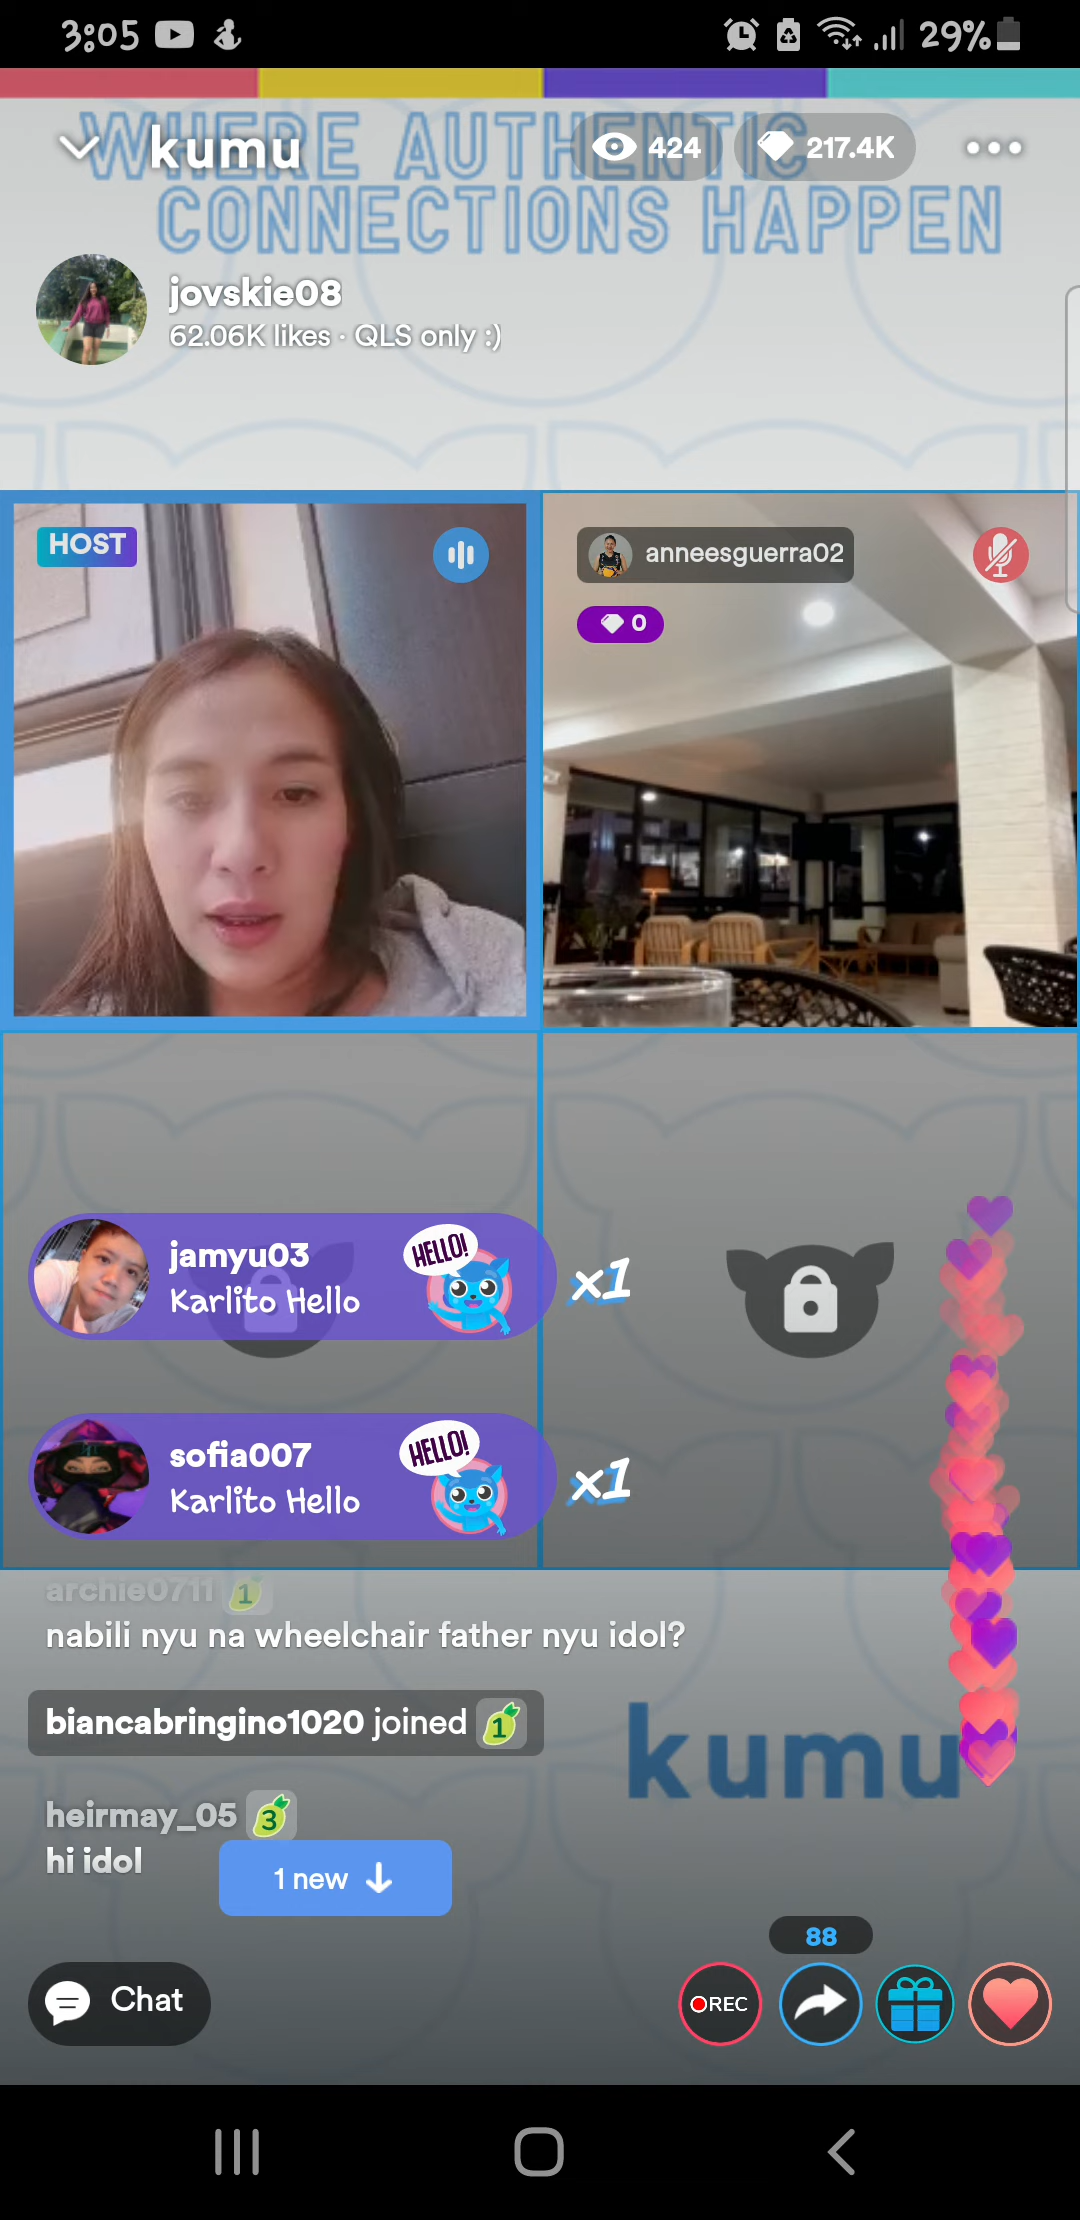 3:05
29%
WHERE AUTHENTIC
kumu
424
217.4K
CONNECTIONS HAPPEN
jovskie08
62.06K likes · QLS only :)
HOST
anneesguerra02
0
jamyu03
Karlito Hello
HELLO!
x1
sofia007
Karlito Hello
HELLO!
x1
archie0711 1
nabili nyu na wheelchair father nyu idol?
biancabringino1020 joined 1
kumu
heirmay_05 3
hi idol
1 new
88
Chat
REC